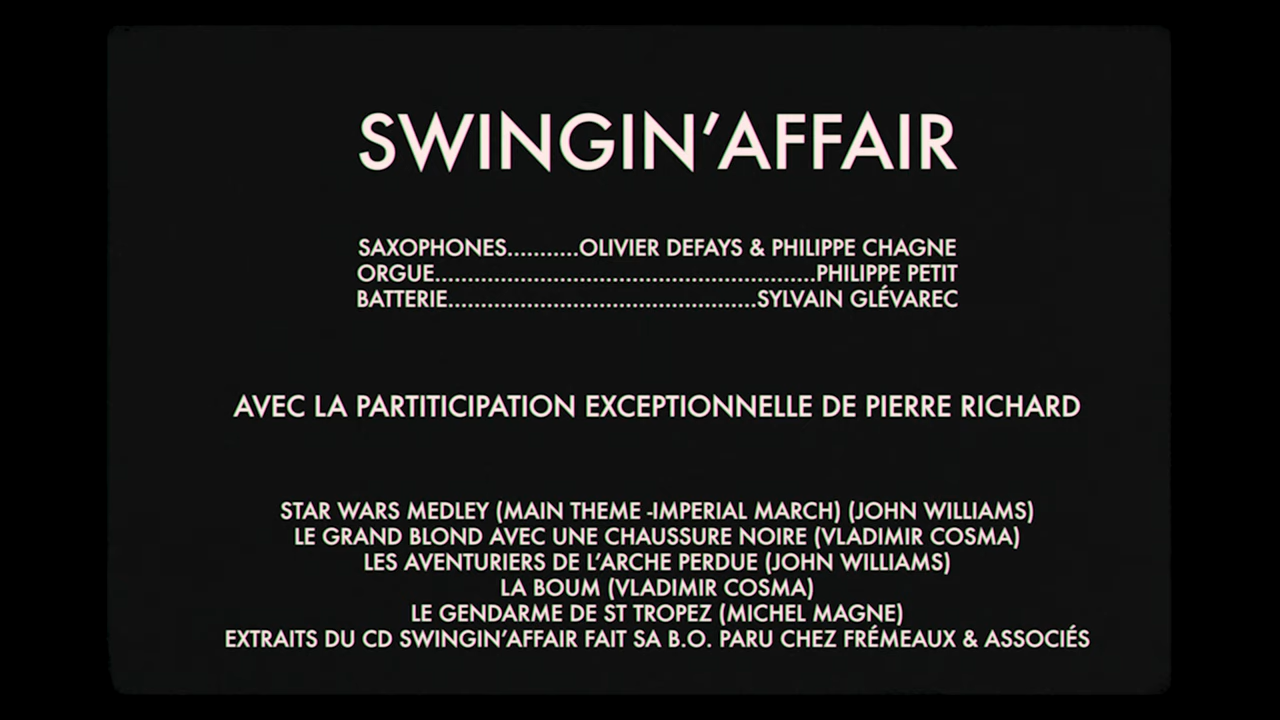 SWINGIN'AFFAIR
SAXOPHONES...........OLIVIER DEFAYS & PHILIPPE CHAGNE
ORGUE..........................................................PHILIPPE PETIT
BATTERIE...............................................SYLVAIN GLÉVAREC
AVEC LA PARTITICIPATION EXCEPTIONNELLE DE PIERRE RICHARD
STAR WARS MEDLEY (MAIN THEME -IMPERIAL MARCH) (JOHN WILLIAMS)
LE GRAND BLOND AVEC UNE CHAUSSURE NOIRE (VLADIMIR COSMA)
LES AVENTURIERS DE L'ARCHE PERDUE (JOHN WILLIAMS)
LA BOUM (VLADIMIR COSMA)
LE GENDARME DE ST TROPEZ (MICHEL MAGNE)
EXTRAITS DU CD SWINGIN'AFFAIR FAIT SA B.O. PARU CHEZ FRÉMEAUX & ASSOCIÉS